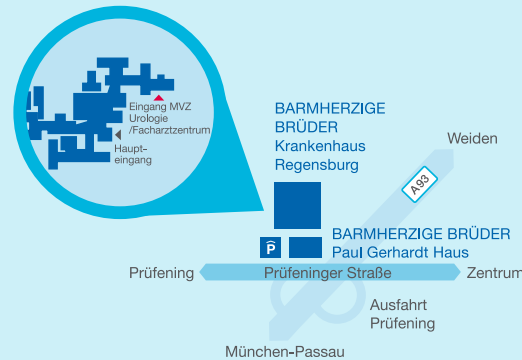 Eingang MVZ
Urologie
/Facharztzentrum
Haupt-
eingang
BARMHERZIGE
BRÜDER
Krankenhaus
Regensburg
Weiden
A93
BARMHERZIGE BRÜDER
Paul Gerhardt Haus
P
Prüfening
Prüfeninger Straße
Zentrum
Ausfahrt
Prüfening
München-Passau